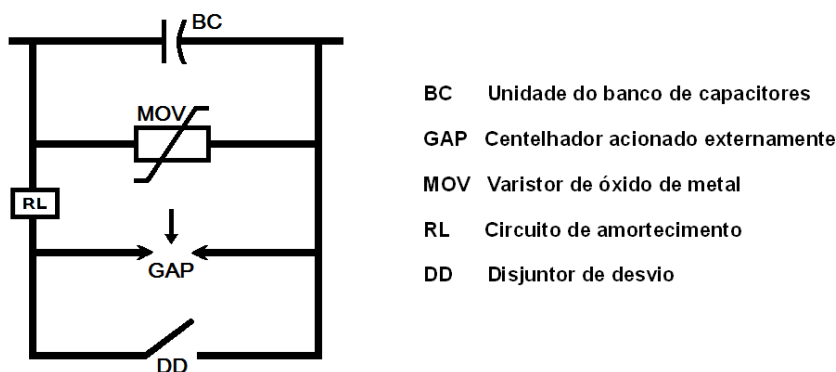 BC
MOV
RL
GAP
DD
BC Unidade do banco de capacitores
GAP Centelhador acionado externamente
MOV Varistor de óxido de metal
RL Circuito de amortecimento
DD Disjuntor de desvio